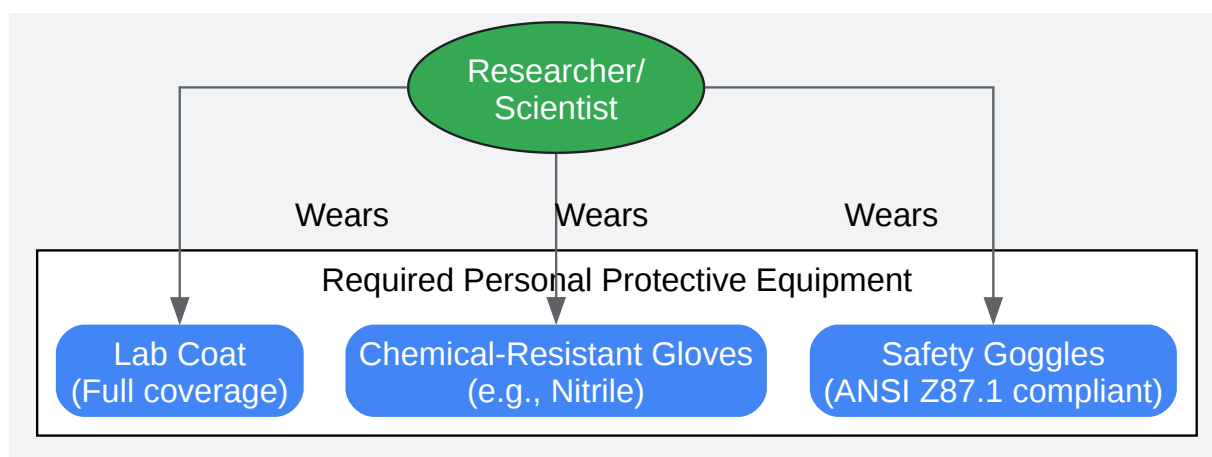 Researcher/
Scientist
Wears
Wears
Wears
Required Personal Protective Equipment
Lab Coat
(Full coverage)
Chemical-Resistant Gloves
(e.g., Nitrile)
Safety Goggles
(ANSI Z87.1 compliant)